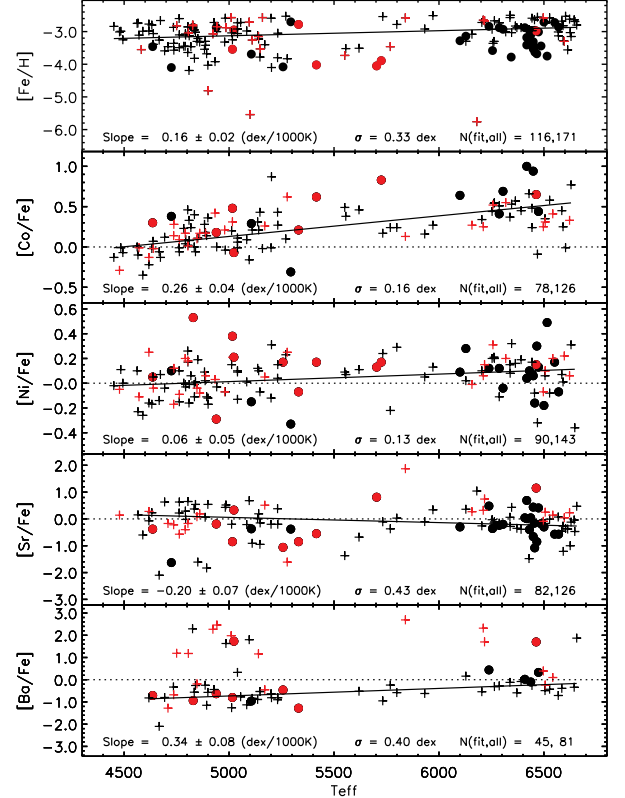 [Fe/H]
-3.0
-4.0
-5.0
-6.0
Slope = 0.16 ± 0.02 (dex/1000K) σ = 0.33 dex N(fit,all) = 116,171
[Co/Fe]
1.0
0.5
0.0
-0.5
Slope = 0.26 ± 0.04 (dex/1000K) σ = 0.16 dex N(fit,all) = 78,126
[Ni/Fe]
0.4
0.2
-0.0
-0.2
-0.4
Slope = 0.06 ± 0.05 (dex/1000K) σ = 0.13 dex N(fit,all) = 90,143
[Sr/Fe]
2.0
1.0
0.0
-1.0
-2.0
-3.0
Slope = -0.20 ± 0.07 (dex/1000K) σ = 0.43 dex N(fit,all) = 82,126
[Ba/Fe]
3.0
2.0
1.0
0.0
-1.0
-2.0
-3.0
Slope = 0.34 ± 0.08 (dex/1000K) σ = 0.40 dex N(fit,all) = 45, 81
4500 5000 5500 6000 6500
Teff